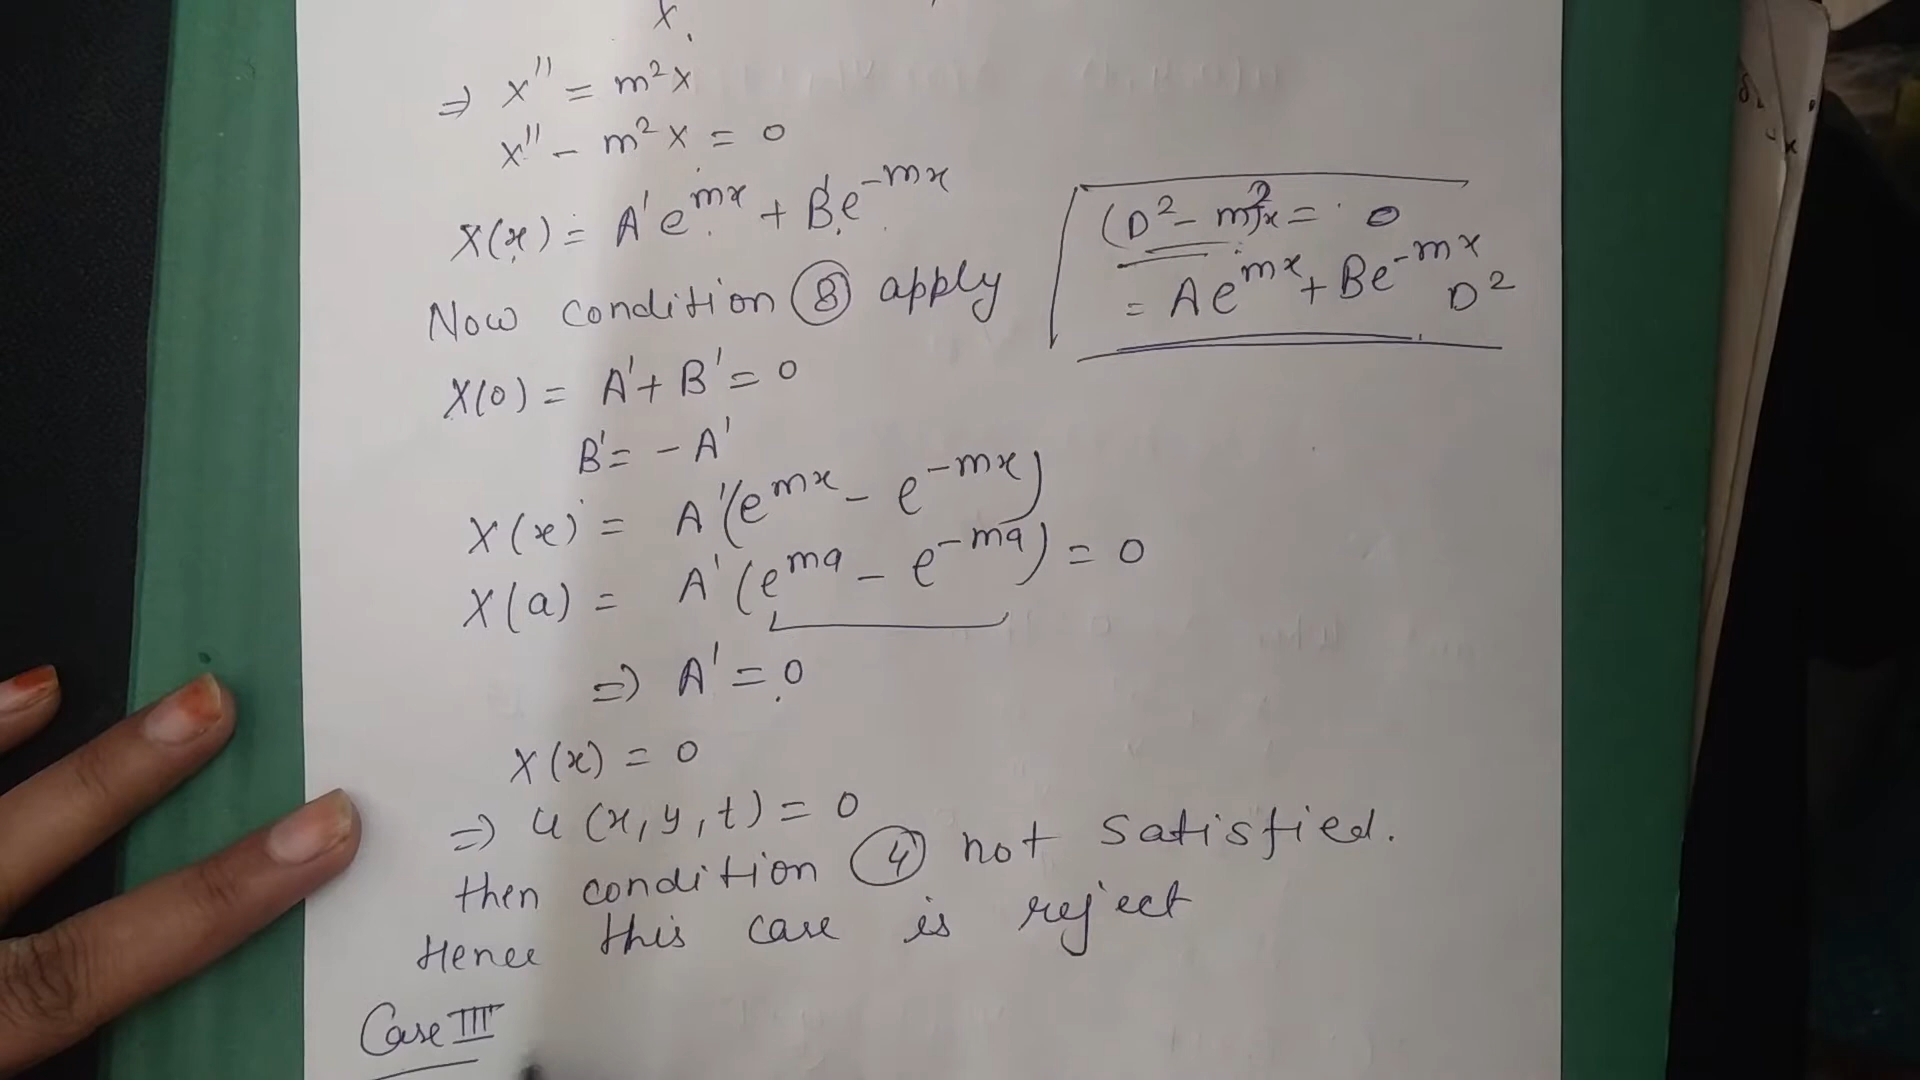 X.
⇒ X'' = m²X
X'' - m²X = 0
X(x) = A'e^{mx} + B'e^{-mx}
(D² - m²)x = 0
= Ae^{mx} + Be^{-mx}
D²
Now condition ⑧ apply
X(0) = A' + B' = 0
B' = - A'
X(x) = A'(e^{mx} - e^{-mx})
X(a) = A'(e^{ma} - e^{-ma}) = 0
⇒ A' = 0
X(x) = 0
⇒ u(x, y, t) = 0
then condition ④ not satisfied.
Hence this case is reject
Case III